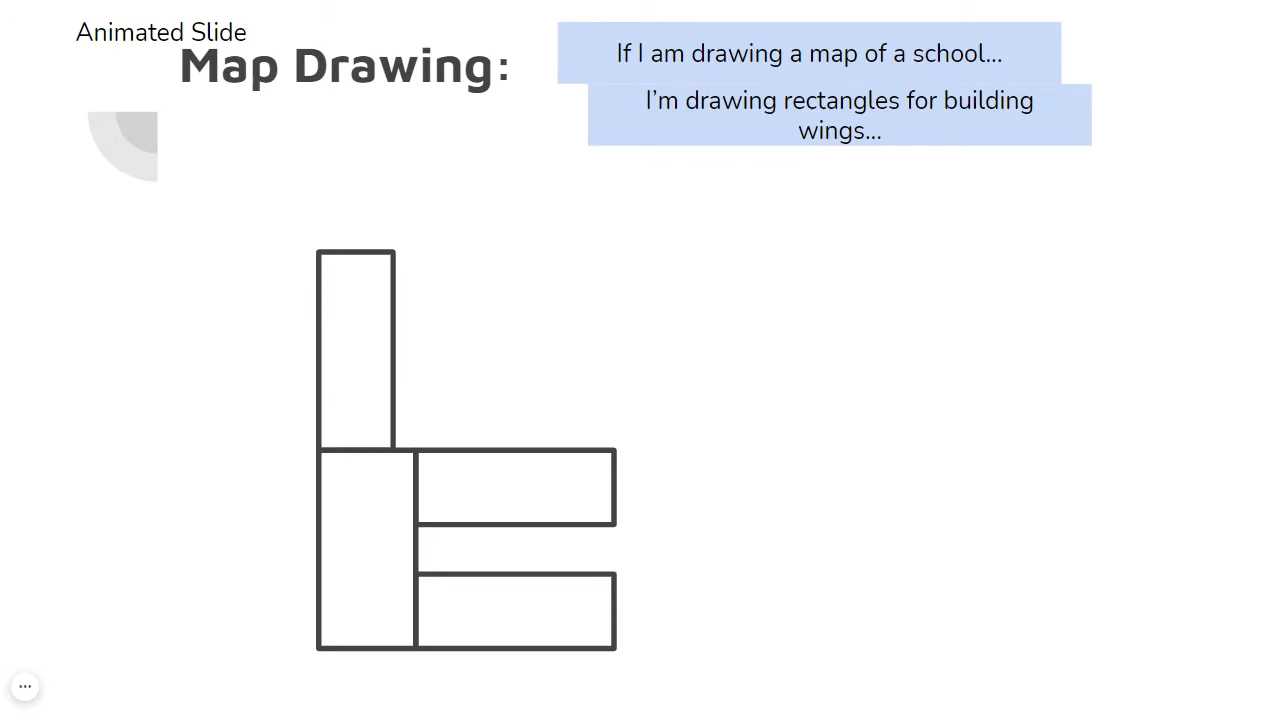 Animated Slide
Map Drawing:
If I am drawing a map of a school...
I’m drawing rectangles for building
wings...